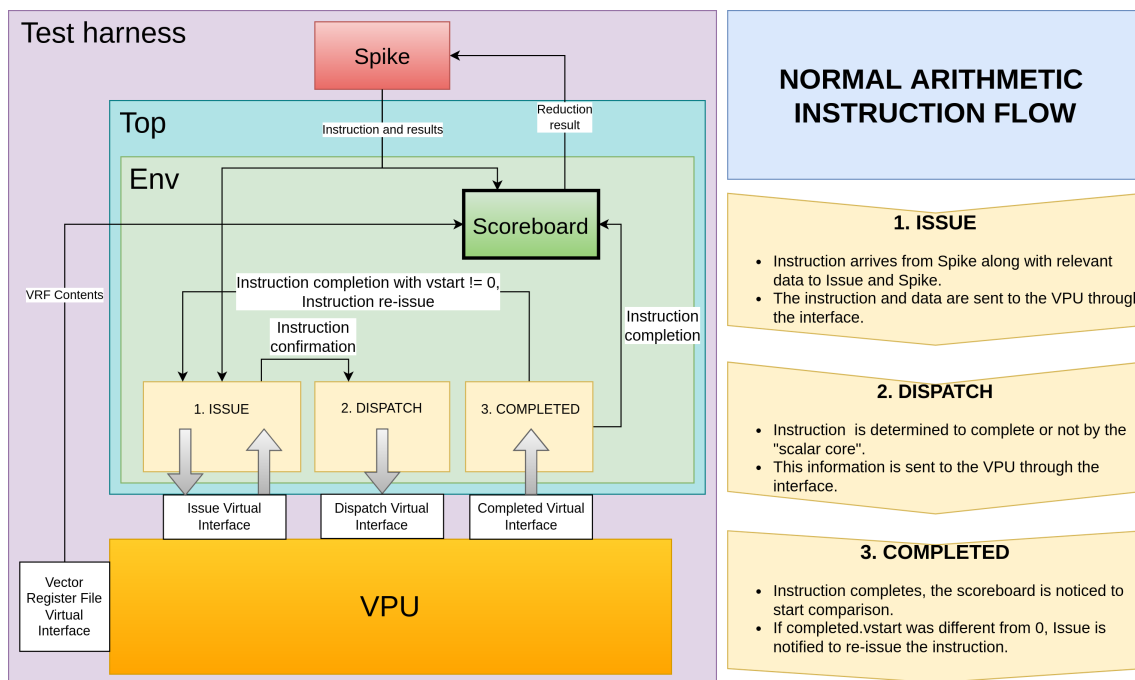 Test harness
Spike
Reduction
result
Instruction and results
Top
Env
Scoreboard
VRF Contents
Instruction completion with vstart != 0,
Instruction re-issue
Instruction
confirmation
Instruction
completion
1. ISSUE
2. DISPATCH
3. COMPLETED
Issue Virtual
Interface
Dispatch Virtual
Interface
Completed Virtual
Interface
Vector
Register File
Virtual
Interface
VPU
NORMAL ARITHMETIC
INSTRUCTION FLOW
1. ISSUE
• Instruction arrives from Spike along with relevant
data to Issue and Spike.
• The instruction and data are sent to the VPU through
the interface.
2. DISPATCH
• Instruction is determined to complete or not by the
"scalar core".
• This information is sent to the VPU through the
interface.
3. COMPLETED
• Instruction completes, the scoreboard is noticed to
start comparison.
• If completed.vstart was different from 0, Issue is
notified to re-issue the instruction.